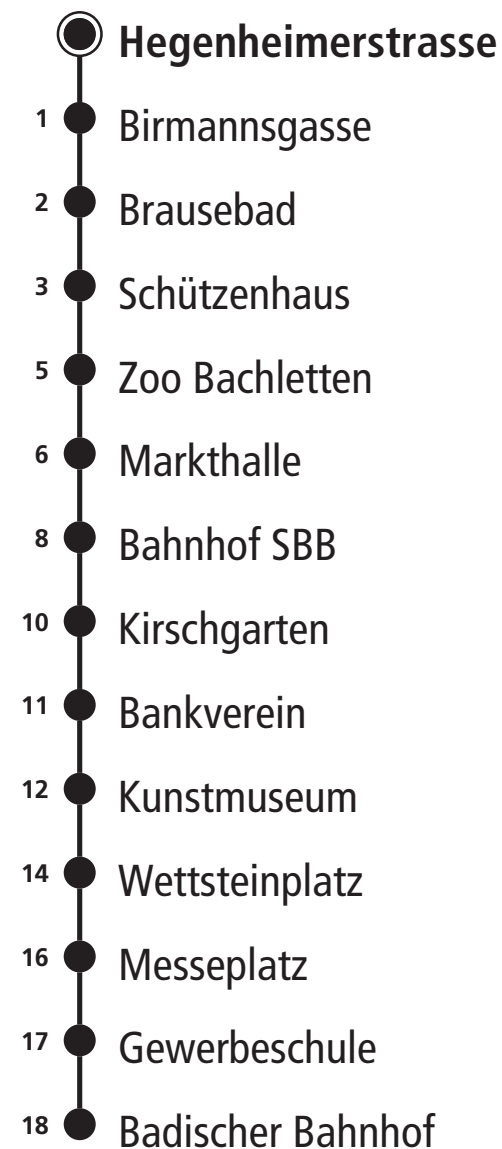 Hegenheimerstrasse
1 Birmannsgasse
2 Brausebad
3 Schützenhaus
5 Zoo Bachletten
6 Markthalle
8 Bahnhof SBB
10 Kirschgarten
11 Bankverein
12 Kunstmuseum
14 Wettsteinplatz
16 Messeplatz
17 Gewerbeschule
18 Badischer Bahnhof